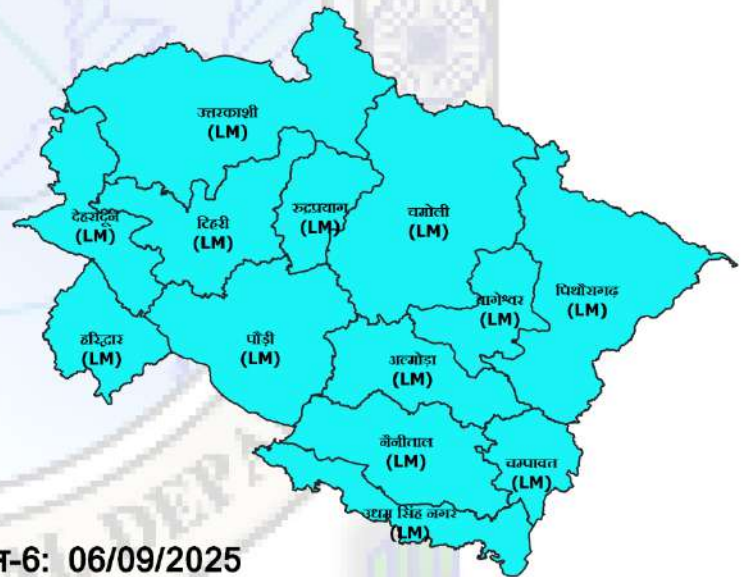 उत्तरकाशी
(LM)
देहरादून
(LM)
टिहरी
(LM)
रुद्रप्रयाग
(LM)
चमोली
(LM)
बागेश्वर
(LM)
पिथौरागढ़
(LM)
हरिद्वार
(LM)
पौड़ी
(LM)
अल्मोड़ा
(LM)
नैनीताल
(LM)
चम्पावत
(LM)
उधम सिंह नगर
(LM)
न-6: 06/09/2025